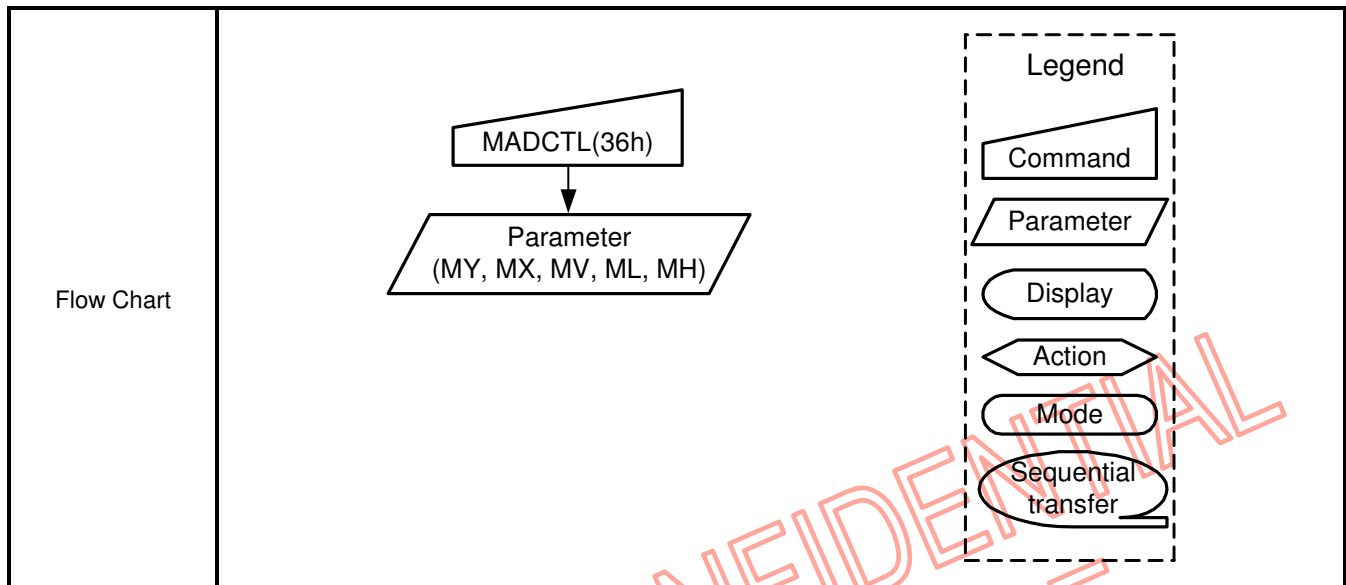 Flow Chart
MADCTL(36h)
Parameter
(MY, MX, MV, ML, MH)
Legend
Command
Parameter
Display
Action
Mode
Sequential
transfer